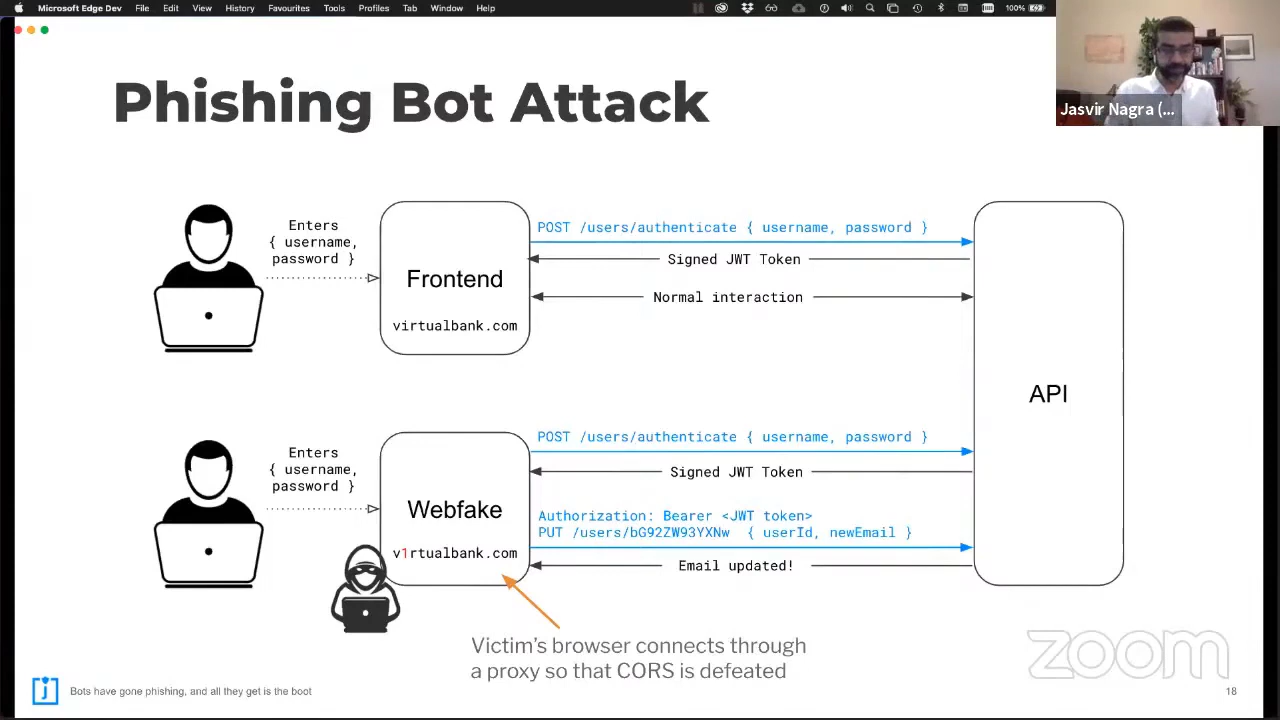 Microsoft Edge Dev File Edit View History Favourites Tools Profiles Tab Window Help
100%
Jasvir Nagra (...
Phishing Bot Attack
Enters
{ username,
password }
Frontend
virtualbank.com
POST /users/authenticate { username, password }
Signed JWT Token
Normal interaction
API
Enters
{ username,
password }
Webfake
v1rtualbank.com
POST /users/authenticate { username, password }
Signed JWT Token
Authorization: Bearer <JWT token>
PUT /users/bG92ZW93YXNw { userId, newEmail }
Email updated!
Victim's browser connects through
a proxy so that CORS is defeated
zoom
j
Bots have gone phishing, and all they get is the boot
18